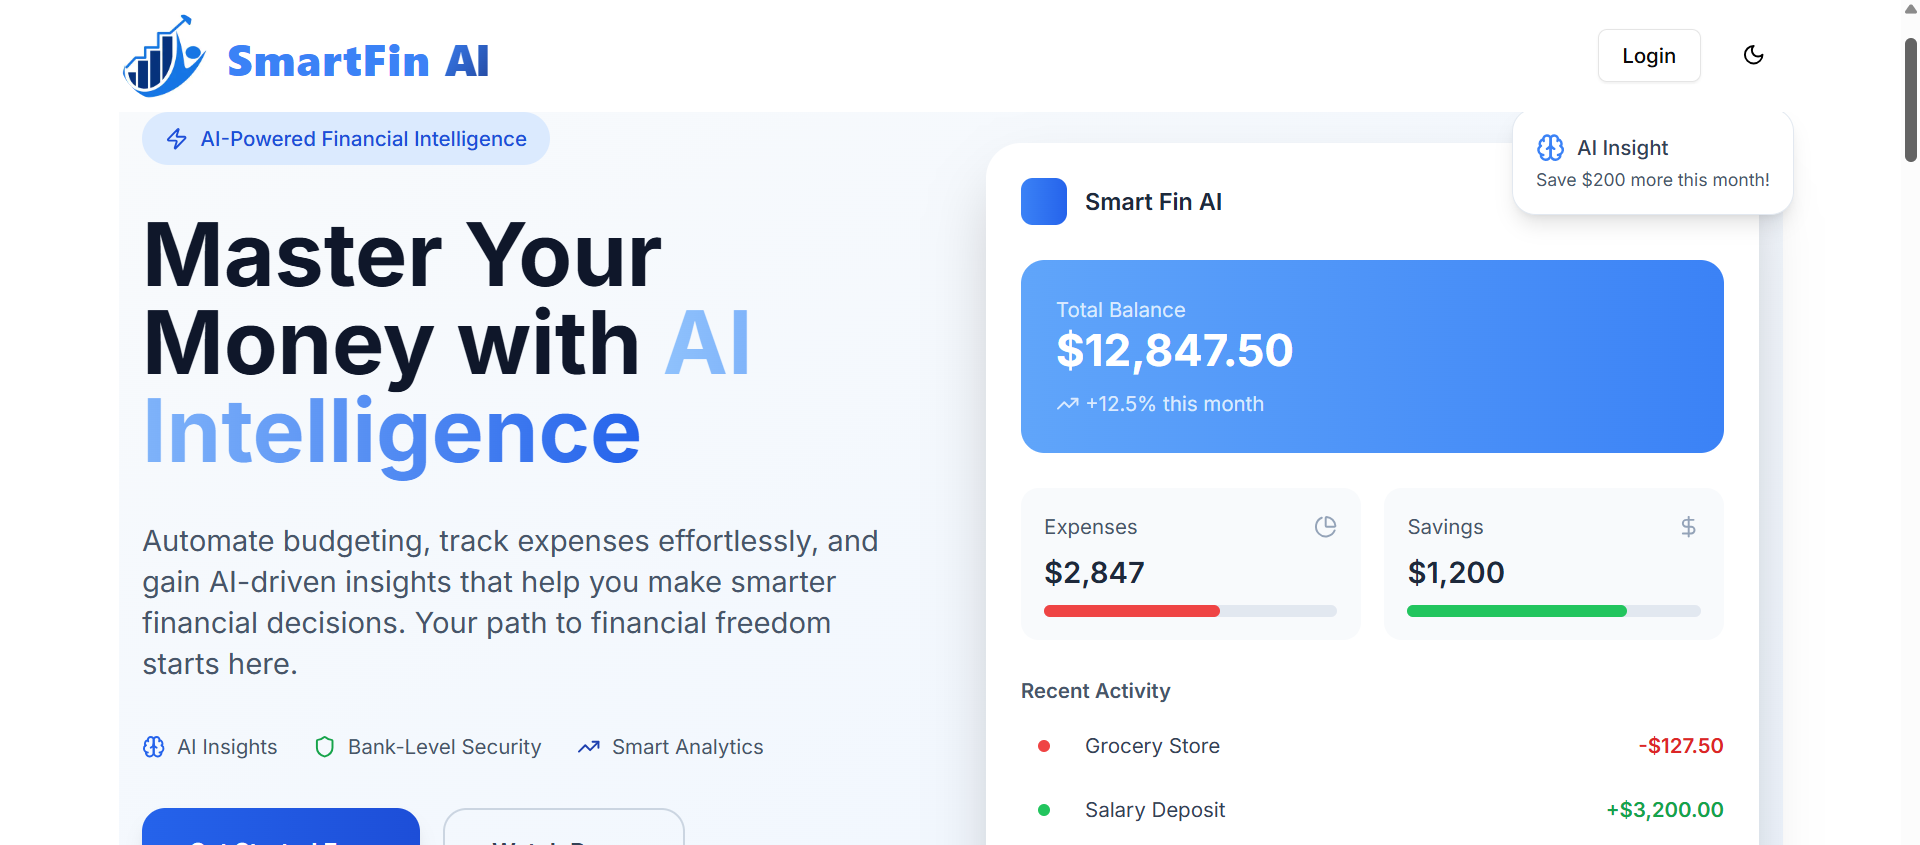 SmartFin AI
Login
AI-Powered Financial Intelligence
Master Your
Money with AI
Intelligence
Automate budgeting, track expenses effortlessly, and
gain AI-driven insights that help you make smarter
financial decisions. Your path to financial freedom
starts here.
AI Insights
Bank-Level Security
Smart Analytics
AI Insight
Save $200 more this month!
Smart Fin AI
Total Balance
$12,847.50
+12.5% this month
Expenses
$2,847
Savings
$1,200
Recent Activity
Grocery Store
-$127.50
Salary Deposit
+$3,200.00